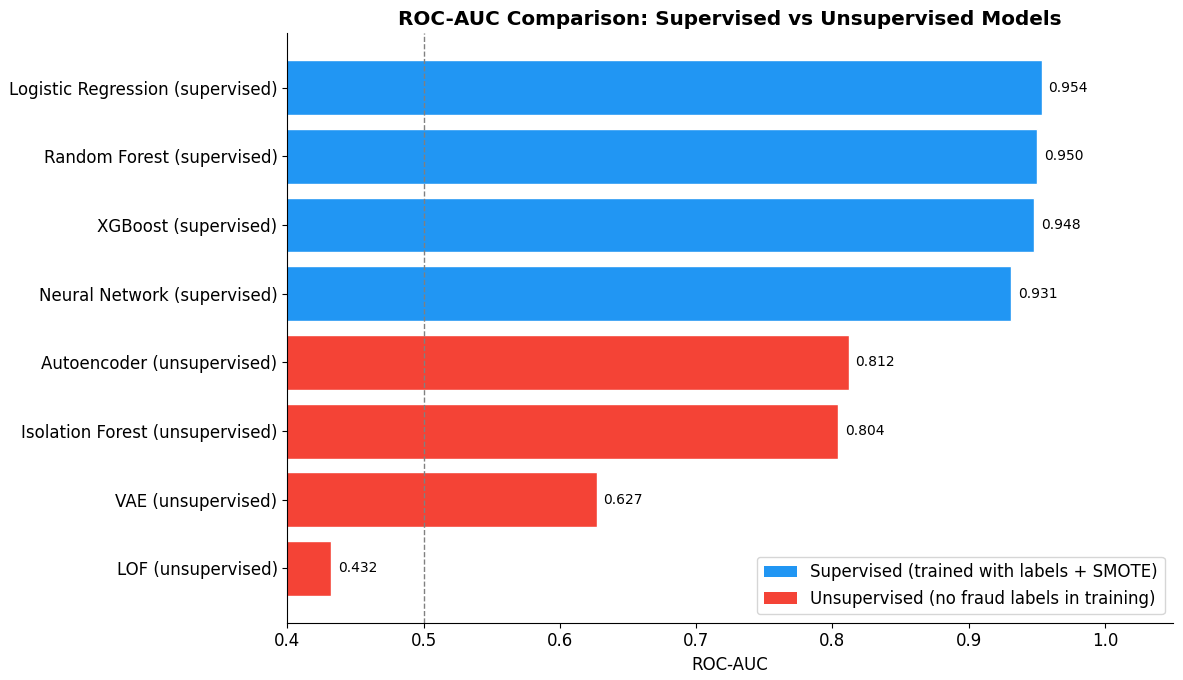 ROC-AUC Comparison: Supervised vs Unsupervised Models
Logistic Regression (supervised)
0.954
Random Forest (supervised)
0.950
XGBoost (supervised)
0.948
Neural Network (supervised)
0.931
Autoencoder (unsupervised)
0.812
Isolation Forest (unsupervised)
0.804
VAE (unsupervised)
0.627
LOF (unsupervised)
0.432
Supervised (trained with labels + SMOTE)
Unsupervised (no fraud labels in training)
0.4 0.5 0.6 0.7 0.8 0.9 1.0
ROC-AUC